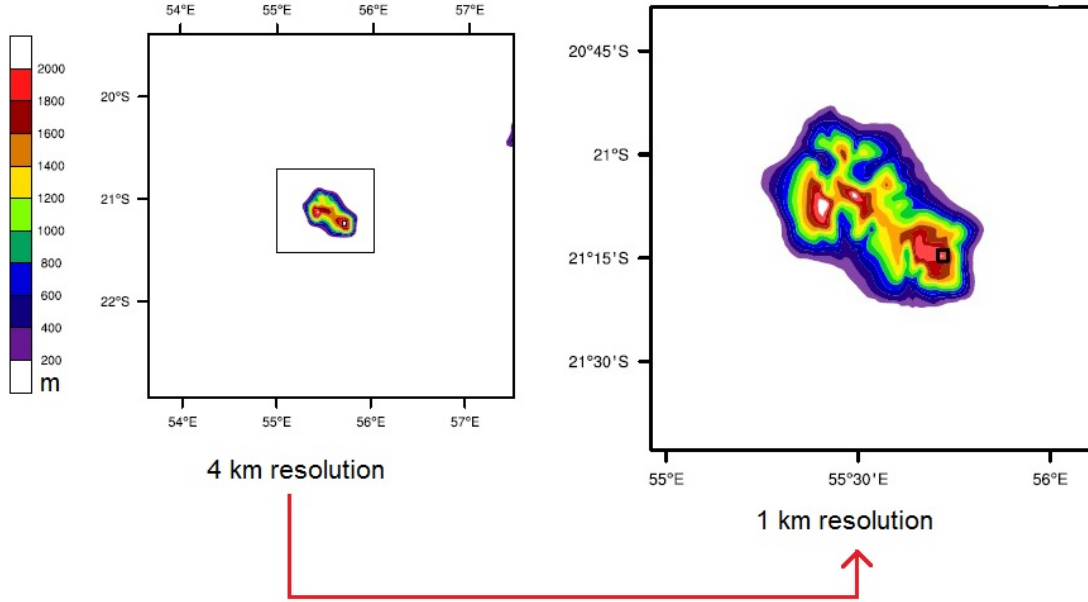 54°E 55°E 56°E 57°E
2000
1800
1600
1400
1200
1000
800
600
400
200
m
20°S
21°S
22°S
54°E 55°E 56°E 57°E
4 km resolution
20°45'S
21°S
21°15'S
21°30'S
55°E 55°30'E 56°E
1 km resolution